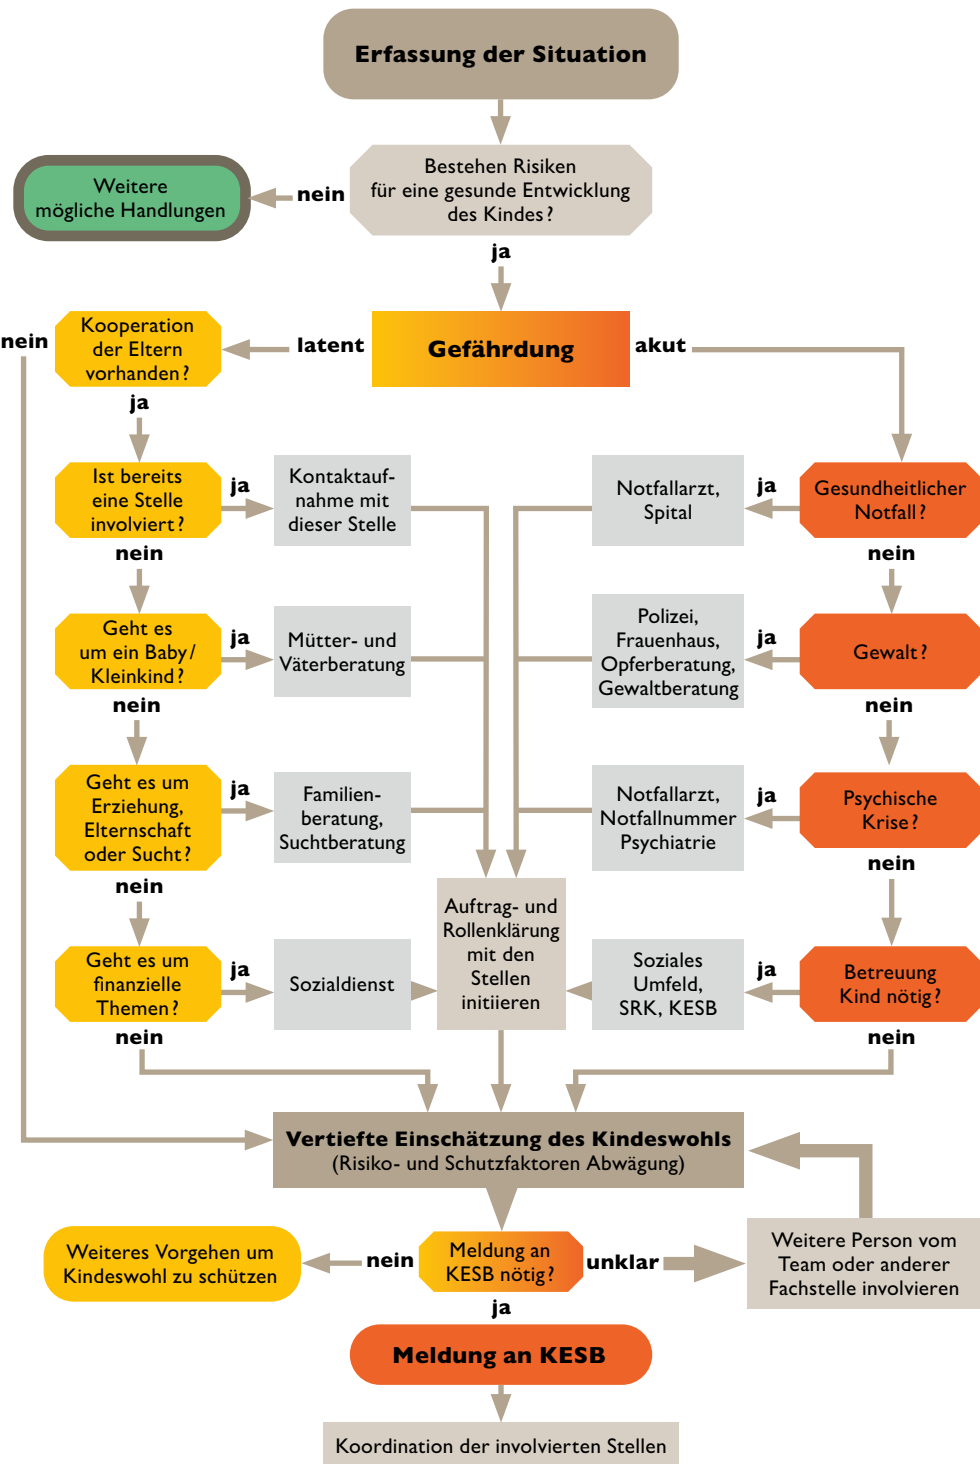 Erfassung der Situation
Bestehen Risiken
für eine gesunde Entwicklung
des Kindes?
nein
Weitere
mögliche Handlungen
ja
Gefährdung
latent
akut
Kooperation
der Eltern
vorhanden?
nein
ja
Ist bereits
eine Stelle
involviert?
ja
Kontaktauf-
nahme mit
dieser Stelle
Notfallarzt,
Spital
ja
Gesundheitlicher
Notfall?
nein
nein
Geht es
um ein Baby/
Kleinkind?
ja
Mütter- und
Väterberatung
Polizei,
Frauenhaus,
Opferberatung,
Gewaltberatung
ja
Gewalt?
nein
nein
Geht es um
Erziehung,
Elternschaft
oder Sucht?
ja
Familien-
beratung,
Suchtberatung
Notfallarzt,
Notfallnummer
Psychiatrie
ja
Psychische
Krise?
nein
nein
Geht es um
finanzielle
Themen?
ja
Sozialdienst
Auftrag- und
Rollenklärung
mit den
Stellen
initiieren
Soziales
Umfeld,
SRK, KESB
ja
Betreuung
Kind nötig?
nein
nein
Vertiefte Einschätzung des Kindeswohls
(Risiko- und Schutzfaktoren Abwägung)
Weiteres Vorgehen um
Kindeswohl zu schützen
nein
Meldung an
KESB nötig?
unklar
Weitere Person vom
Team oder anderer
Fachstelle involvieren
ja
Meldung an KESB
Koordination der involvierten Stellen